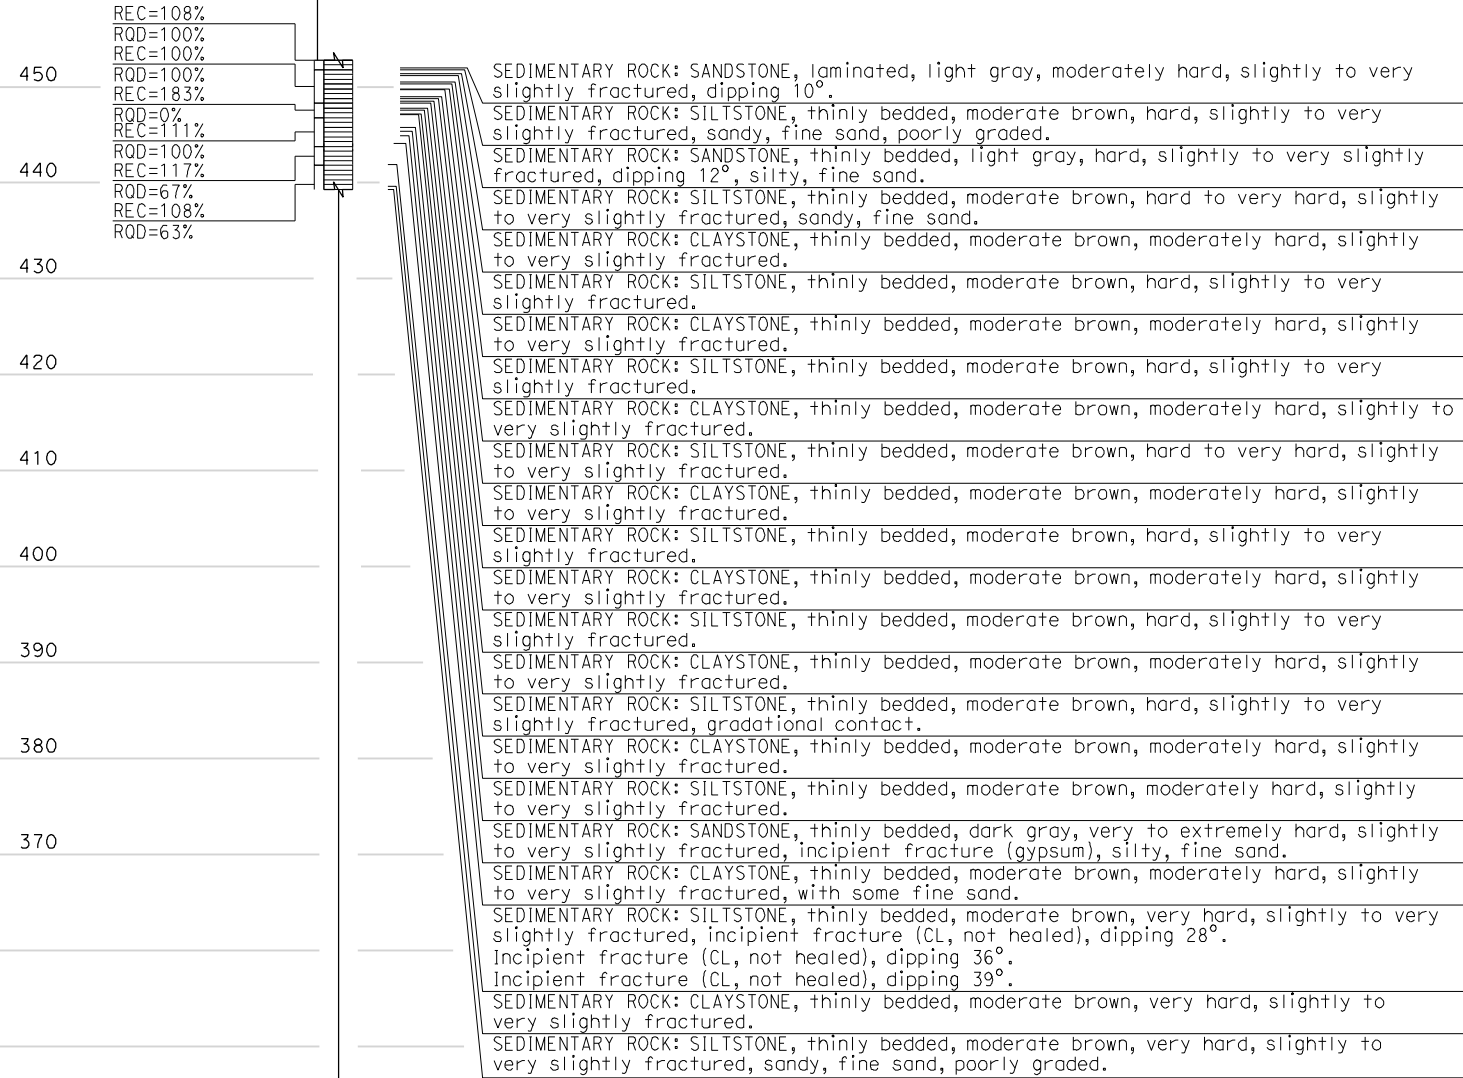 REC=108%
RQD=100%
REC=100%
RQD=100%
REC=183%
RQD=0%
REC=111%
RQD=100%
REC=117%
RQD=67%
REC=108%
RQD=63%
450
440
430
420
410
400
390
380
370
SEDIMENTARY ROCK: SANDSTONE, laminated, light gray, moderately hard, slightly to very
slightly fractured, dipping 10°.
SEDIMENTARY ROCK: SILTSTONE, thinly bedded, moderate brown, hard, slightly to very
slightly fractured, sandy, fine sand, poorly graded.
SEDIMENTARY ROCK: SANDSTONE, thinly bedded, light gray, hard, slightly to very slightly
fractured, dipping 12°, silty, fine sand.
SEDIMENTARY ROCK: SILTSTONE, thinly bedded, moderate brown, hard to very hard, slightly
to very slightly fractured, sandy, fine sand.
SEDIMENTARY ROCK: CLAYSTONE, thinly bedded, moderate brown, moderately hard, slightly
to very slightly fractured.
SEDIMENTARY ROCK: SILTSTONE, thinly bedded, moderate brown, hard, slightly to very
slightly fractured.
SEDIMENTARY ROCK: CLAYSTONE, thinly bedded, moderate brown, moderately hard, slightly
to very slightly fractured.
SEDIMENTARY ROCK: SILTSTONE, thinly bedded, moderate brown, hard, slightly to very
slightly fractured.
SEDIMENTARY ROCK: CLAYSTONE, thinly bedded, moderate brown, moderately hard, slightly to
very slightly fractured.
SEDIMENTARY ROCK: SILTSTONE, thinly bedded, moderate brown, hard to very hard, slightly
to very slightly fractured.
SEDIMENTARY ROCK: CLAYSTONE, thinly bedded, moderate brown, moderately hard, slightly
to very slightly fractured.
SEDIMENTARY ROCK: SILTSTONE, thinly bedded, moderate brown, hard, slightly to very
slightly fractured.
SEDIMENTARY ROCK: CLAYSTONE, thinly bedded, moderate brown, moderately hard, slightly
to very slightly fractured.
SEDIMENTARY ROCK: SILTSTONE, thinly bedded, moderate brown, hard, slightly to very
slightly fractured.
SEDIMENTARY ROCK: CLAYSTONE, thinly bedded, moderate brown, moderately hard, slightly
to very slightly fractured.
SEDIMENTARY ROCK: SILTSTONE, thinly bedded, moderate brown, hard, slightly to very
slightly fractured, gradational contact.
SEDIMENTARY ROCK: CLAYSTONE, thinly bedded, moderate brown, moderately hard, slightly
to very slightly fractured.
SEDIMENTARY ROCK: SILTSTONE, thinly bedded, moderate brown, moderately hard, slightly
to very slightly fractured.
SEDIMENTARY ROCK: SANDSTONE, thinly bedded, dark gray, very to extremely hard, slightly
to very slightly fractured, incipient fracture (gypsum), silty, fine sand.
SEDIMENTARY ROCK: CLAYSTONE, thinly bedded, moderate brown, moderately hard, slightly
to very slightly fractured, with some fine sand.
SEDIMENTARY ROCK: SILTSTONE, thinly bedded, moderate brown, very hard, slightly to very
slightly fractured, incipient fracture (CL, not healed), dipping 28°.
Incipient fracture (CL, not healed), dipping 36°.
Incipient fracture (CL, not healed), dipping 39°.
SEDIMENTARY ROCK: CLAYSTONE, thinly bedded, moderate brown, very hard, slightly to
very slightly fractured.
SEDIMENTARY ROCK: SILTSTONE, thinly bedded, moderate brown, very hard, slightly to
very slightly fractured, sandy, fine sand, poorly graded.